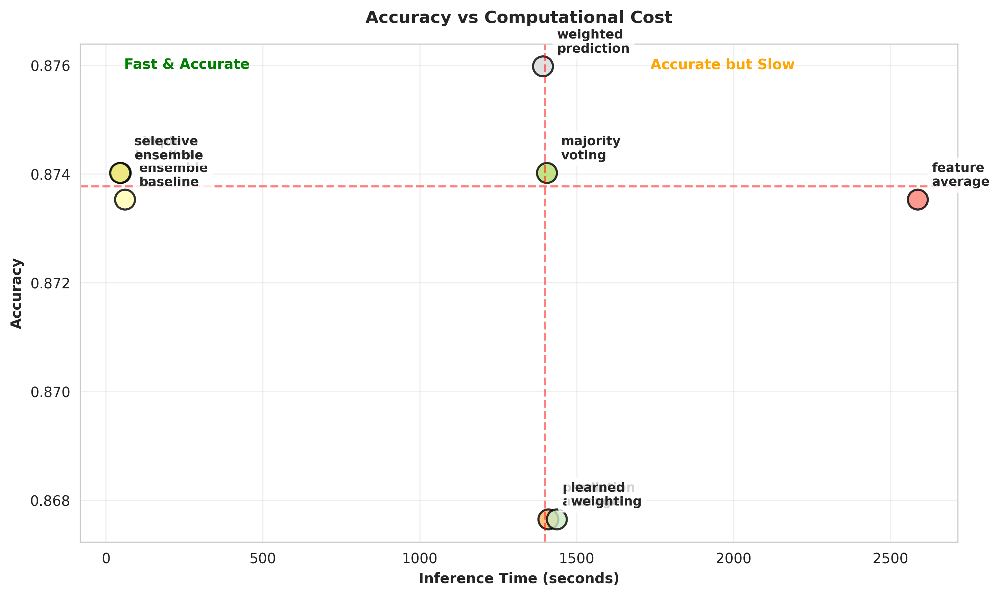 Accuracy vs Computational Cost
weighted
prediction
Fast & Accurate
Accurate but Slow
0.876
selective
ensemble
ensemble
baseline
majority
voting
feature
average
0.874
0.872
0.870
0.868
learned
weighting
Accuracy
0
500
1000
1500
2000
2500
Inference Time (seconds)